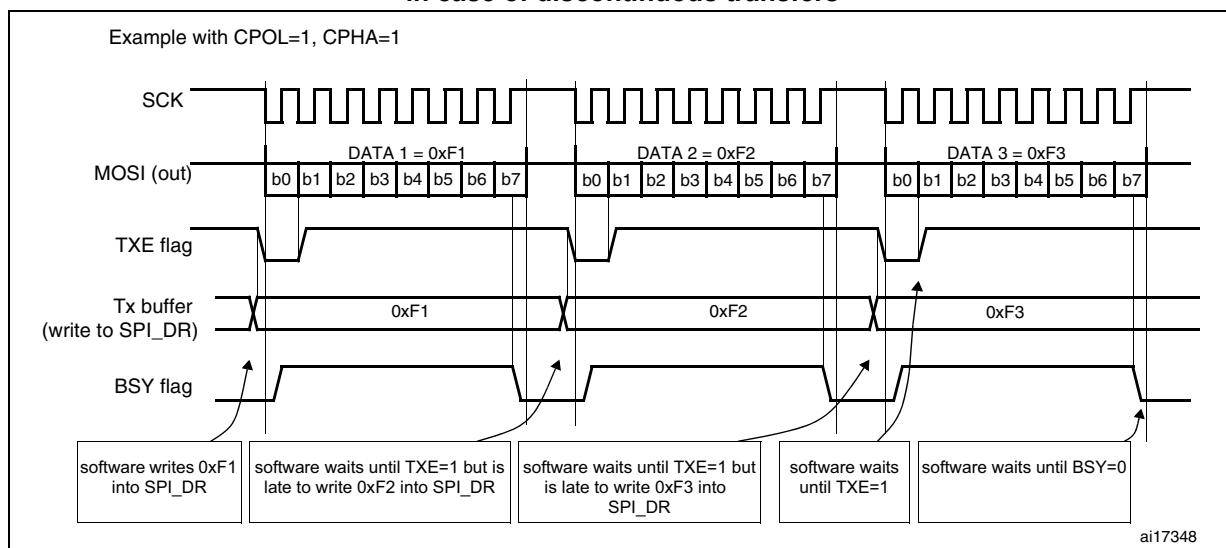 in case of discontinuous transfers
Example with CPOL=1, CPHA=1
SCK
DATA 1 = 0xF1
DATA 2 = 0xF2
DATA 3 = 0xF3
MOSI (out)
b0 b1 b2 b3 b4 b5 b6 b7
b0 b1 b2 b3 b4 b5 b6 b7
b0 b1 b2 b3 b4 b5 b6 b7
TXE flag
Tx buffer
(write to SPI_DR)
0xF1
0xF2
0xF3
BSY flag
software writes 0xF1
into SPI_DR
software waits until TXE=1 but is
late to write 0xF2 into SPI_DR
software waits until TXE=1 but
is late to write 0xF3 into
SPI_DR
software waits
until TXE=1
software waits until BSY=0
ai17348